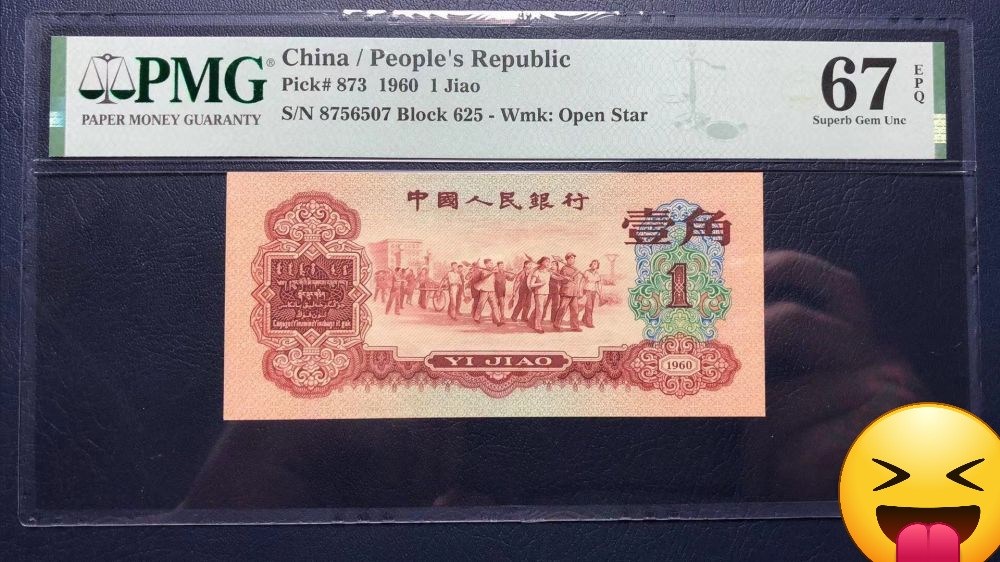 PMG®
PAPER MONEY GUARANTY
China / People's Republic
Pick# 873 1960 1 Jiao
S/N 8756507 Block 625 - Wmk: Open Star
67
EPQ
Superb Gem Unc
中國人民銀行
壹角
1
YI JIAO
1960